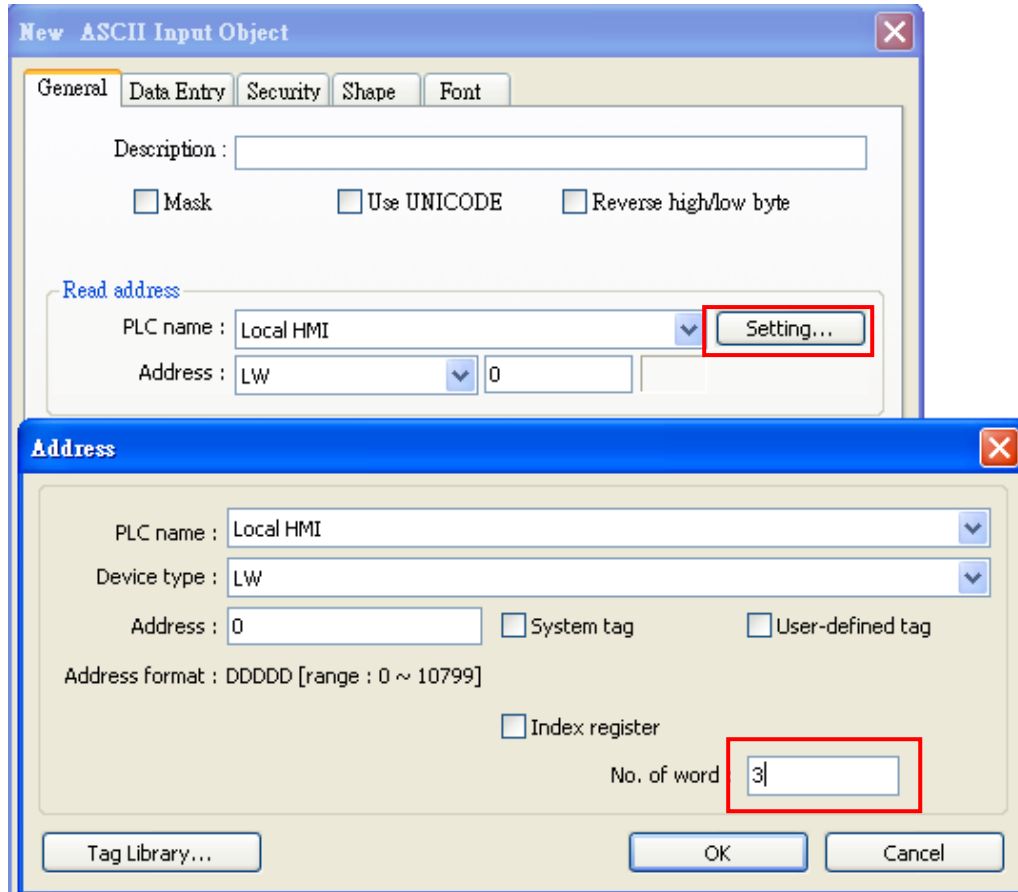 New ASCII Input Object
General Data Entry Security Shape Font
Description :
Mask Use UNICODE Reverse high/low byte
Read address
PLC name : Local HMI Setting...
Address : LW 0
Address
PLC name : Local HMI
Device type : LW
Address : 0 System tag User-defined tag
Address format : DDDDD [range : 0 ~ 10799]
Index register
No. of word : 3
Tag Library... OK Cancel